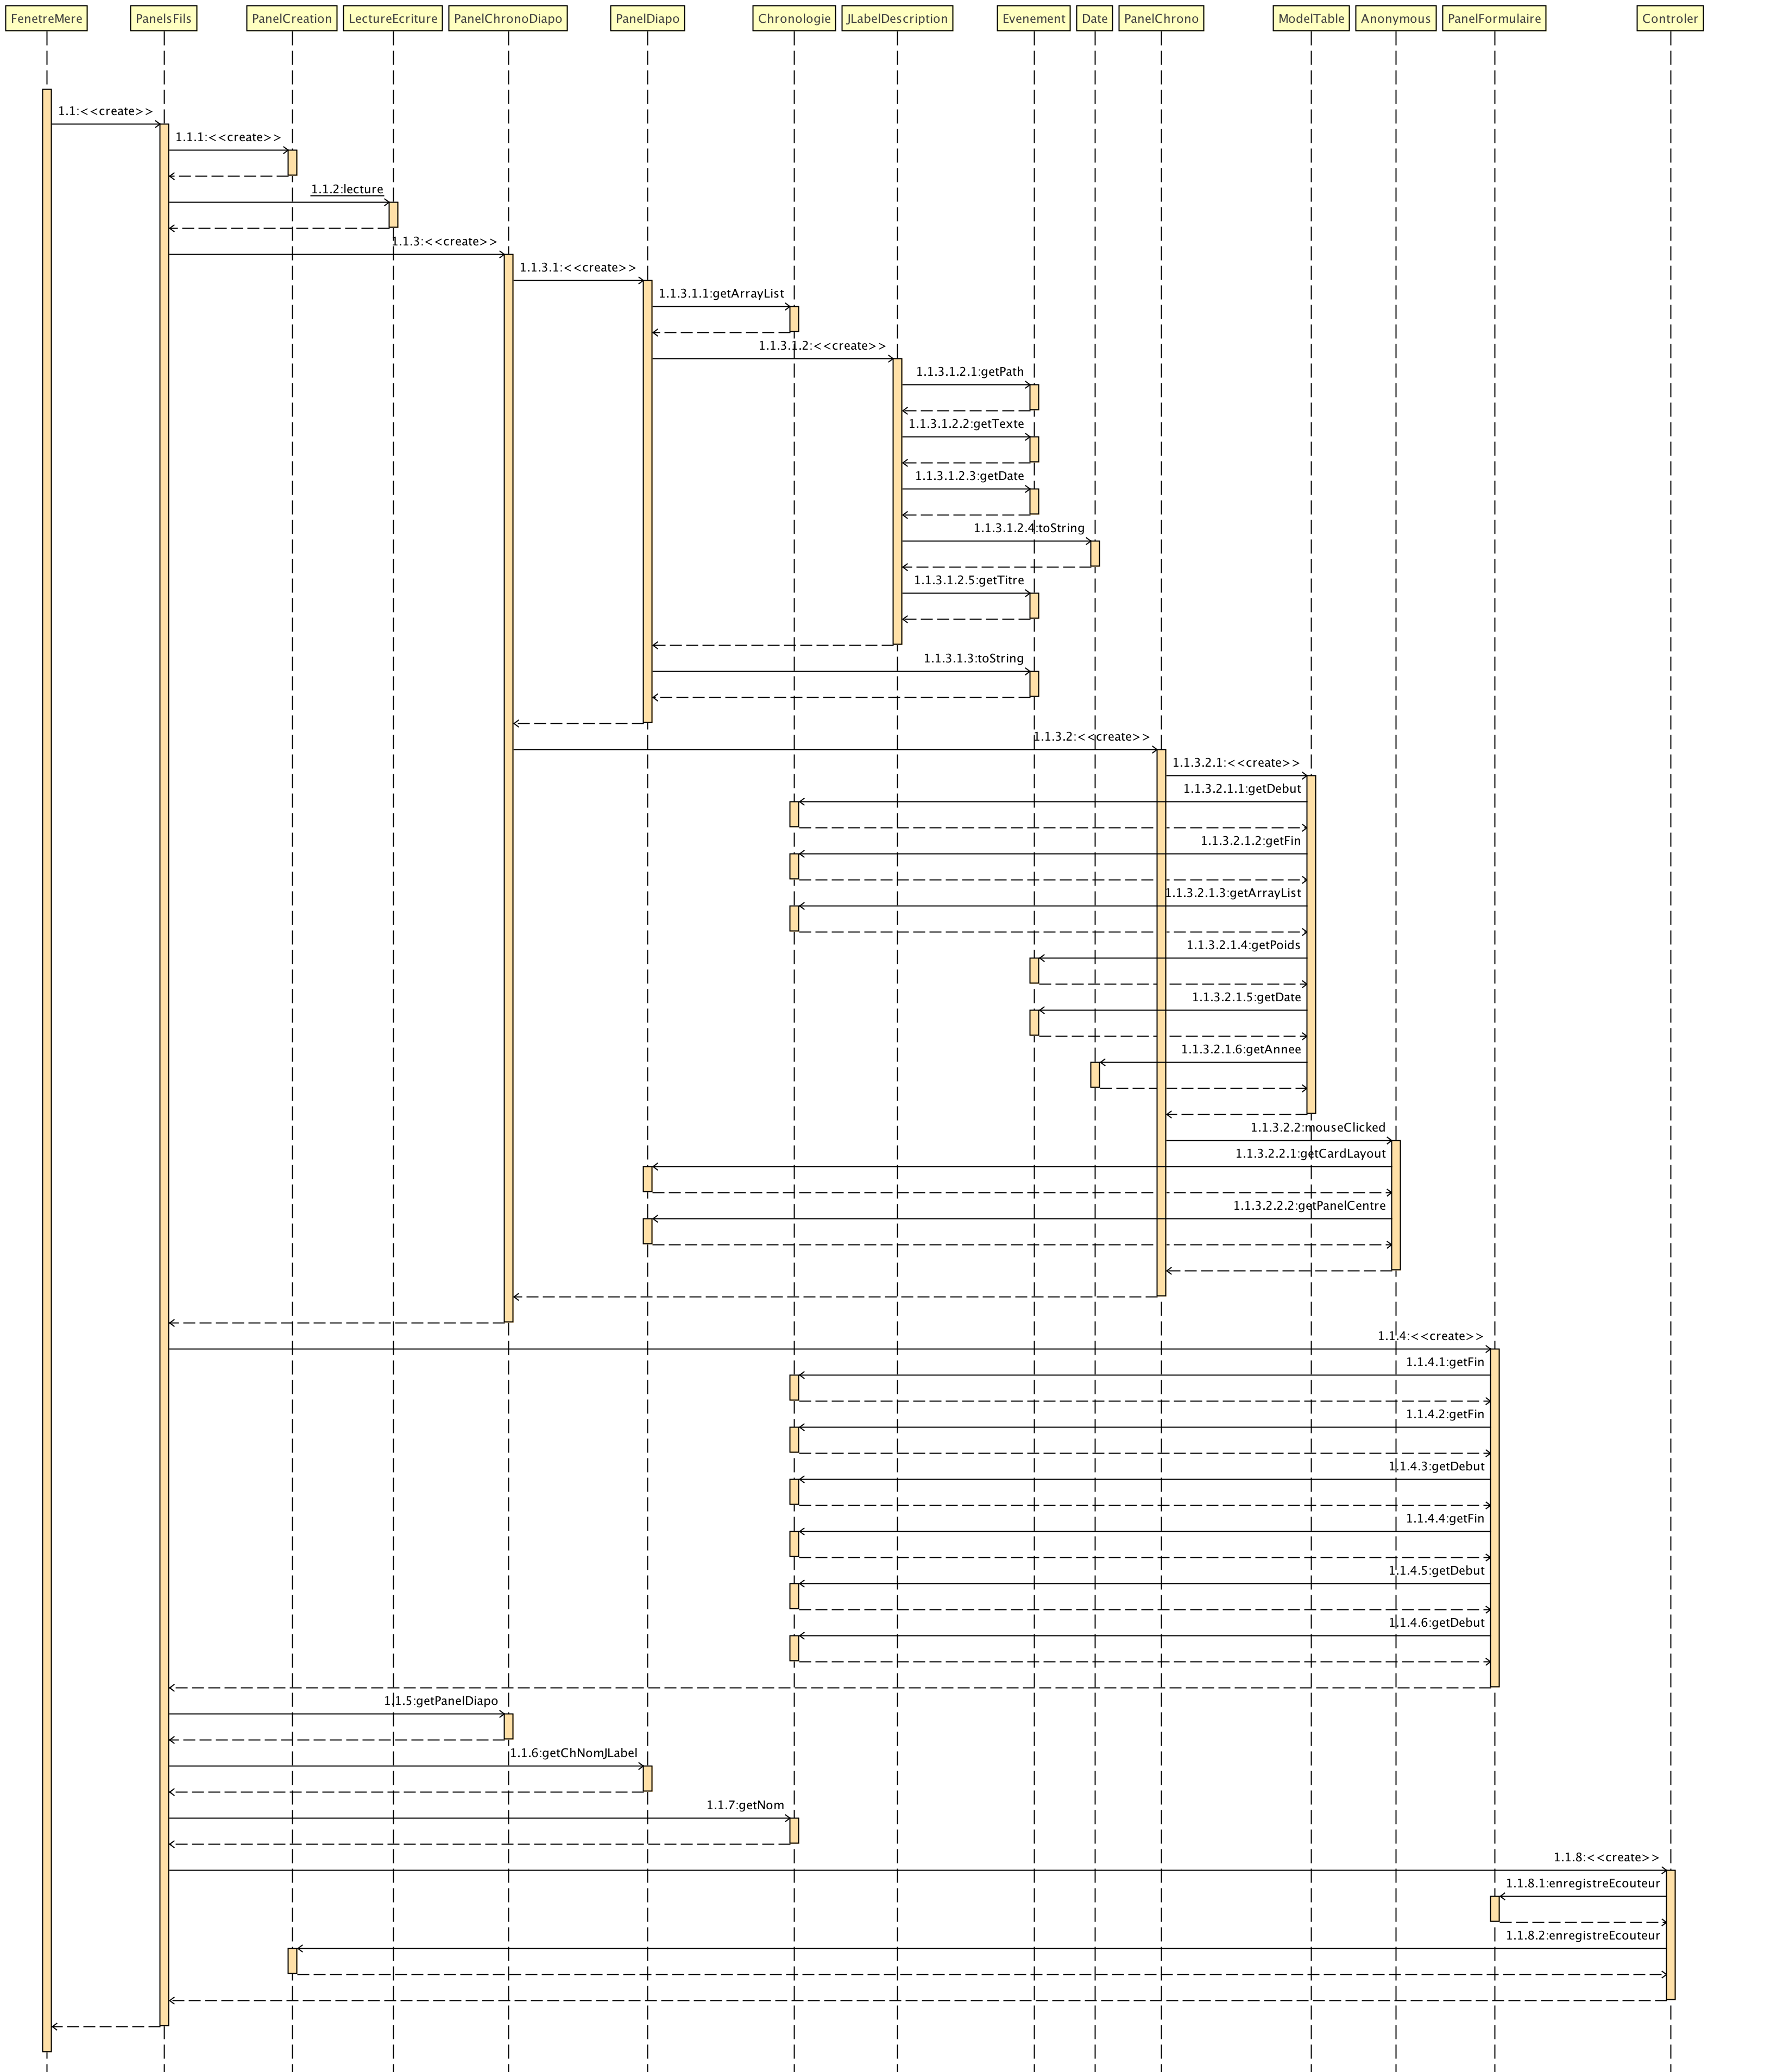 FenetreMere
PanelsFils
PanelCreation
LectureEcriture
PanelChronoDiapo
PanelDiapo
Chronologie
JLabelDescription
Evenement
Date
PanelChrono
ModelTable
Anonymous
PanelFormulaire
Controler
1.1:<<create>>
1.1.1:<<create>>
1.1.2:lecture
1.1.3:<<create>>
1.1.3.1:<<create>>
1.1.3.1.1:getArrayList
1.1.3.1.2:<<create>>
1.1.3.1.2.1:getPath
1.1.3.1.2.2:getTexte
1.1.3.1.2.3:getDate
1.1.3.1.2.4:toString
1.1.3.1.2.5:getTitre
1.1.3.1.3:toString
1.1.3.2:<<create>>
1.1.3.2.1:<<create>>
1.1.3.2.1.1:getDebut
1.1.3.2.1.2:getFin
1.1.3.2.1.3:getArrayList
1.1.3.2.1.4:getPoids
1.1.3.2.1.5:getDate
1.1.3.2.1.6:getAnnee
1.1.3.2.2:mouseClicked
1.1.3.2.2.1:getCardLayout
1.1.3.2.2.2:getPanelCentre
1.1.4:<<create>>
1.1.4.1:getFin
1.1.4.2:getFin
1.1.4.3:getDebut
1.1.4.4:getFin
1.1.4.5:getDebut
1.1.4.6:getDebut
1.1.5:getPanelDiapo
1.1.6:getChNomJLabel
1.1.7:getNom
1.1.8:<<create>>
1.1.8.1:enregistreEcouteur
1.1.8.2:enregistreEcouteur